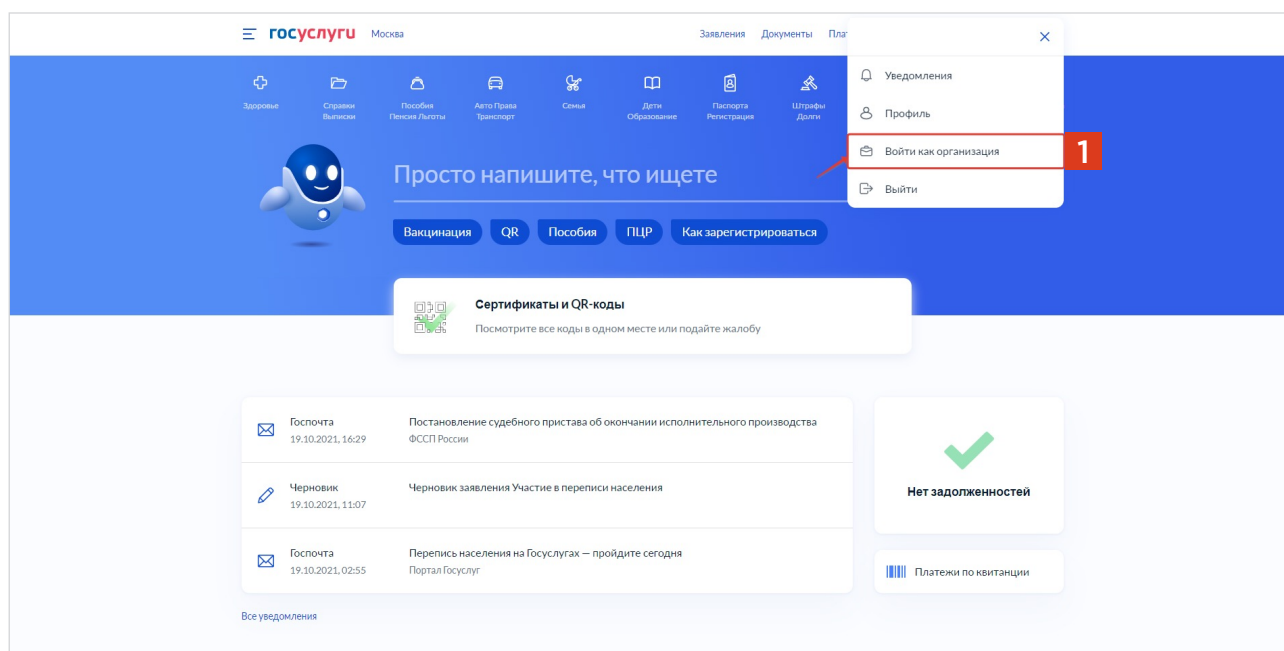 госуслуги Москва Заявления Документы
Здоровье
Справки
Выписки
Пособия
Пенсия Льготы
Авто Права
Транспорт
Семья
Дети
Образование
Паспорта
Регистрация
Штрафы
Долги
Уведомления
Профиль
Войти как организация
1
Выйти
Просто напишите, что ищете
Вакцинация QR Пособия ПЦР Как зарегистрироваться
Сертификаты и QR-коды
Посмотрите все коды в одном месте или подайте жалобу
Госпочта Постановление судебного пристава об окончании исполнительного производства
19.10.2021, 16:29 ФССП России
Черновик Черновик заявления Участие в переписи населения
19.10.2021, 11:07
Госпочта Перепись населения на Госуслугах — пройдите сегодня
19.10.2021, 02:55 Портал Госуслуг
Все уведомления
Нет задолженностей
Платежи по квитанции